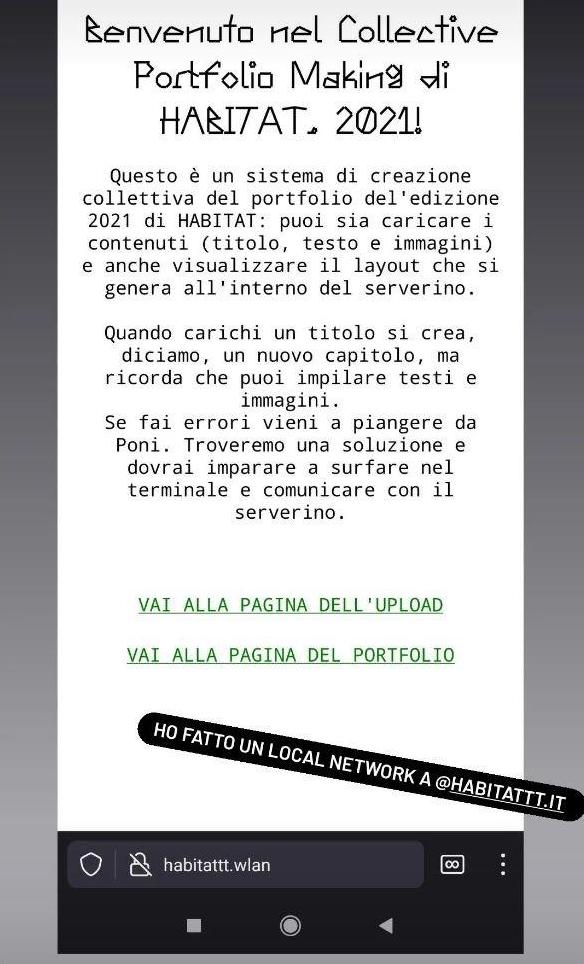 Benvenuto nel Collective
Portfolio Making di
HABITAT. 2021!
Questo è un sistema di creazione
collettiva del portfolio del'edizione
2021 di HABITAT: puoi sia caricare i
contenuti (titolo, testo e immagini)
e anche visualizzare il layout che si
genera all'interno del serverino.
Quando carichi un titolo si crea,
diciamo, un nuovo capitolo, ma
ricorda che puoi impilare testi e
immagini.
Se fai errori vieni a piangere da
Poni. Troveremo una soluzione e
dovrai imparare a surfare nel
terminale e comunicare con il
serverino.
VAI ALLA PAGINA DELL'UPLOAD
VAI ALLA PAGINA DEL PORTFOLIO
HO FATTO UN LOCAL NETWORK A @HABITATTT.IT
habitattt.wlan